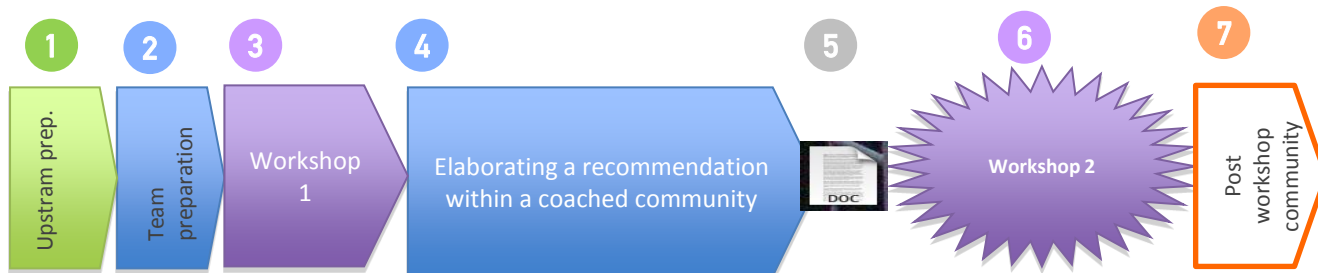 1
2
3
4
5
6
7
Upstram prep.
Team
preparation
Workshop
1
Elaborating a recommendation
within a coached community
DOC
Workshop 2
Post
workshop
community